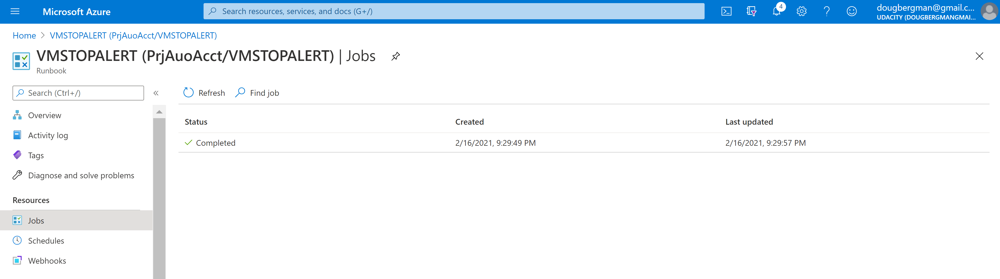 Microsoft Azure
Search resources, services, and docs (G+/)
4
dougbergman@gmail.c...
UDACITY (DOUGBERGMANGMAI...
Home > VMSTOPALERT (PrjAuoAcct/VMSTOPALERT)
VMSTOPALERT (PrjAuoAcct/VMSTOPALERT) | Jobs
Runbook
Search (Ctrl+/)
«
Refresh
Find job
Overview
Activity log
Tags
Diagnose and solve problems
Resources
Jobs
Schedules
Webhooks
Status Created Last updated
Completed 2/16/2021, 9:29:49 PM 2/16/2021, 9:29:57 PM